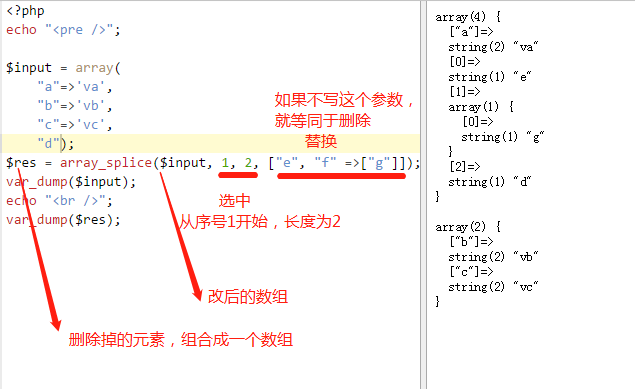 <?php
echo "<pre />";
$input = array(
"a"=>'va',
"b"=>'vb',
"c"=>'vc',
"d");
$res = array_splice($input, 1, 2, ["e", "f" =>["g"]]);
var_dump($input);
echo "<br />";
var_dump($res);
如果不写这个参数，
就等同于删除
替换
选中
从序号1开始，长度为2
改后的数组
删除掉的元素，组合成一个数组
array(4) {
["a"]=>
string(2) "va"
[0]=>
string(1) "e"
[1]=>
array(1) {
[0]=>
string(1) "g"
}
[2]=>
string(1) "d"
}
array(2) {
["b"]=>
string(2) "vb"
["c"]=>
string(2) "vc"
}